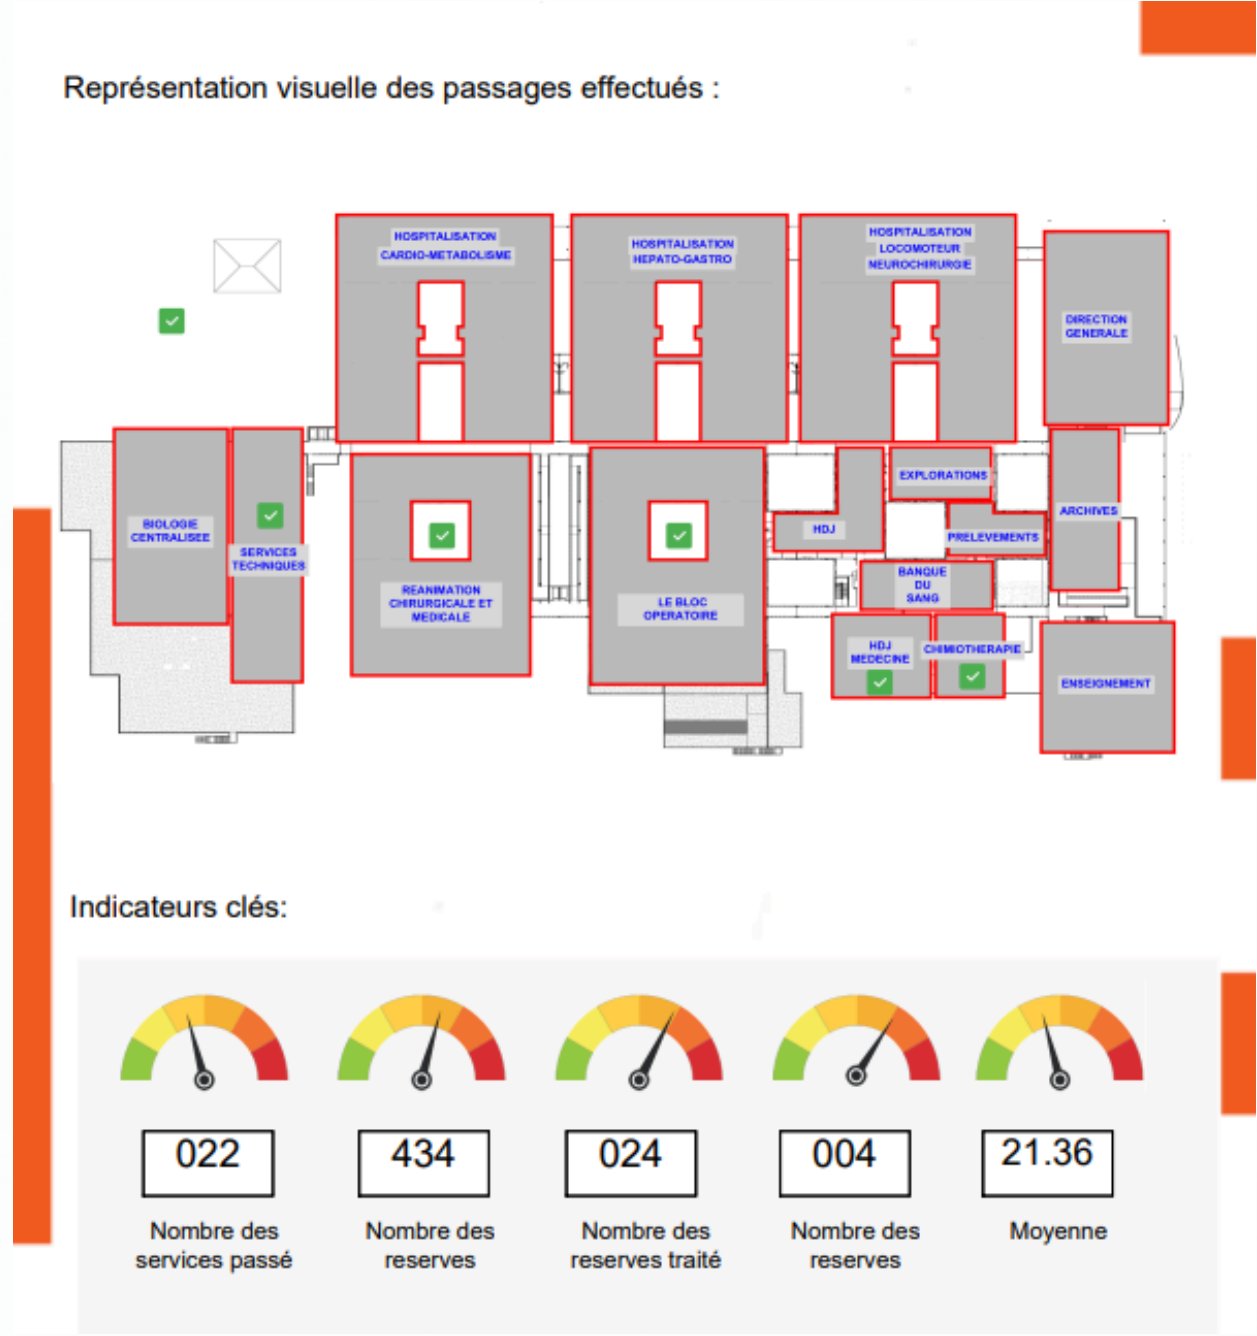 Représentation visuelle des passages effectués :
HOSPITALISATION
CARDIO-METABOLISME
HOSPITALISATION
HEPATO-GASTRO
HOSPITALISATION
LOCOMOTEUR
NEUROCHIRURGIE
DIRECTION
GENERALE
BIOLOGIE
CENTRALISEE
SERVICES
TECHNIQUES
REANIMATION
CHIRURGICALE ET
MEDICALE
LE BLOC
OPERATOIRE
HDJ
EXPLORATIONS
PRELEVEMENTS
ARCHIVES
BANQUE
DU
SANG
HDJ
MEDECINE
CHIMIOTHERAPIE
ENSEIGNEMENT
Indicateurs clés:
022
434
024
004
21.36
Nombre des
services passé
Nombre des
reserves
Nombre des
reserves traité
Nombre des
reserves
Moyenne